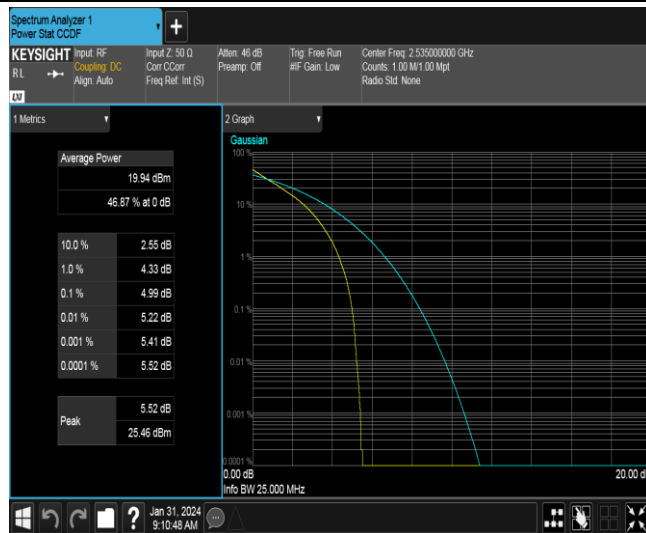 Spectrum Analyzer 1
Power Stat CCDF
KEYSIGHT
RL
Input: RF
Coupling: DC
Align: Auto
Input Z: 50 Ω
Corr CCorr
Freq Ref: Int (S)
Atten: 46 dB
Preamp: Off
Trig: Free Run
#IF Gain: Low
Center Freq: 2.535000000 GHz
Counts: 1.00 M/1.00 Mpt
Radio Std: None
1 Metrics
Average Power
19.94 dBm
46.87 % at 0 dB
10.0 % 2.55 dB
1.0 % 4.33 dB
0.1 % 4.99 dB
0.01 % 5.22 dB
0.001 % 5.41 dB
0.0001 % 5.52 dB
Peak
5.52 dB
25.46 dBm
2 Graph
Gaussian
100 %
10 %
1 %
0.1 %
0.01 %
0.001 %
0.0001 %
0.00 dB
20.00 d
Info BW 25.000 MHz
Jan 31, 2024
9:10:48 AM